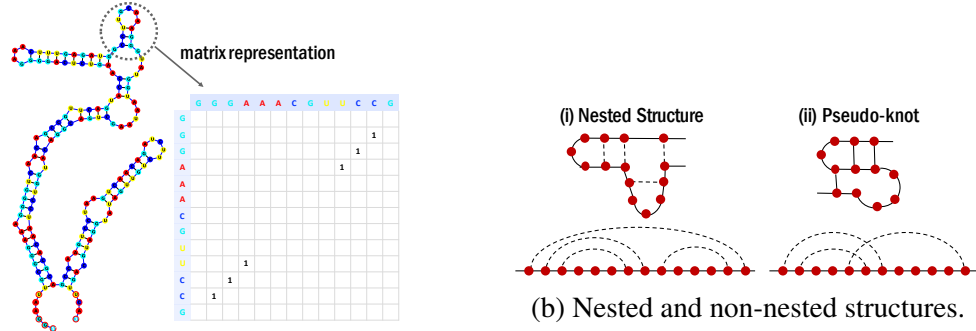 matrix representation
G G G A A A C G U U C C G
G
G 1
G 1
A 1
A
A
C
G
U
U 1
C 1
C 1
G
(i) Nested Structure
(ii) Pseudo-knot
(b) Nested and non-nested structures.